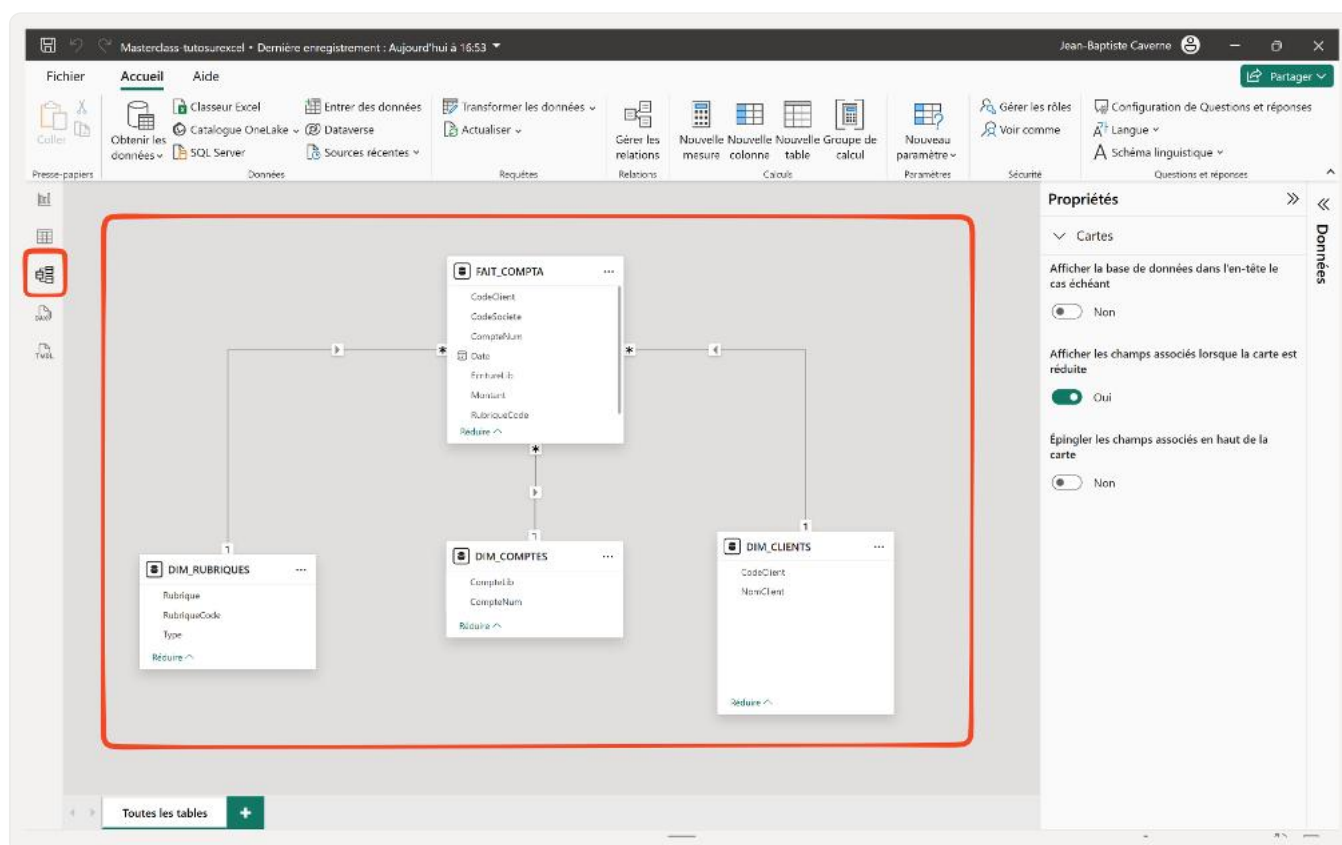 Masterclass-tutosurexcel • Dernière enregistrement : Aujourd'hui à 16:53
Jean-Baptiste Caverne
Fichier Accueil Aide
Partager
Coller
Obtenir les données
Classeur Excel
Catalogue OneLake
SQL Server
Entrer des données
Dataverse
Sources récentes
Transformer les données
Actualiser
Gérer les relations
Nouvelle mesure
Nouvelle colonne
Nouvelle table
Groupe de calcul
Nouveau paramètre
Gérer les rôles
Voir comme
Configuration de Questions et réponses
Langue
Schéma linguistique
Presse-papiers
Données
Requêtes
Relations
Calculs
Paramètres
Sécurité
Questions et réponses
Propriétés
Données
Cartes
Afficher la base de données dans l'en-tête le
cas échéant
Non
Afficher les champs associés lorsque la carte est
réduite
Oui
Épingler les champs associés en haut de la
carte
Non
FAIT_COMPTA
CodeClient
CodeSociete
CompteNum
Date
EcritureLib
Montant
RubriqueCode
Réduire
*
*
*
1
1
1
DIM_RUBRIQUES
Rubrique
RubriqueCode
Type
Réduire
DIM_COMPTES
CompteLib
CompteNum
Réduire
DIM_CLIENTS
CodeClient
NomClient
Réduire
TMDL
Toutes les tables